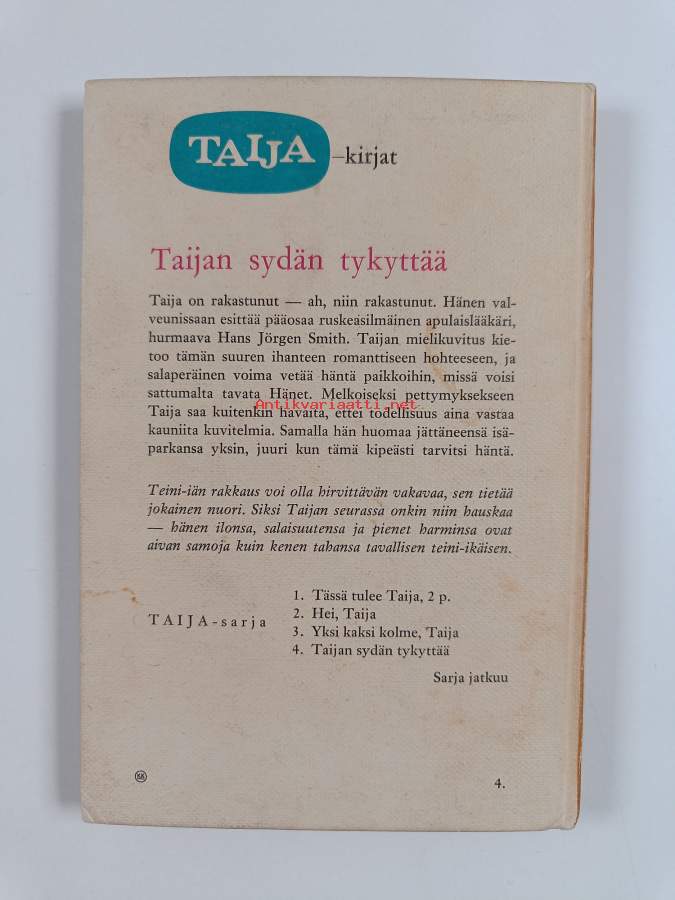 TAIJA –kirjat
Taijan sydän tykyttää
Taija on rakastunut — ah, niin rakastunut. Hänen val-
veunissaan esittää pääosaa ruskeasilmäinen apulaislääkäri,
hurmaava Hans Jörgen Smith. Taijan mielikuvitus kie-
too tämän suuren ihanteen romanttiseen hohteeseen, ja
salaperäinen voima vetää häntä paikkoihin, missä voisi
sattumalta tavata Hänet. Melkoiseksi pettymyksekseen
Antikvariaatti.net
Taija saa kuitenkin havaita, ettei todellisuus aina vastaa
kauniita kuvitelmia. Samalla hän huomaa jättäneensä isä-
parkansa yksin, juuri kun tämä kipeästi tarvitsi häntä.
Teini-iän rakkaus voi olla hirvittävän vakavaa, sen tietää
jokainen nuori. Siksi Taijan seurassa onkin niin hauskaa
— hänen ilonsa, salaisuutensa ja pienet harminsa ovat
aivan samoja kuin kenen tahansa tavallisen teini-ikäisen.
TAIJA-sarja
1. Tässä tulee Taija, 2 p.
2. Hei, Taija
3. Yksi kaksi kolme, Taija
4. Taijan sydän tykyttää
Sarja jatkuu
4.